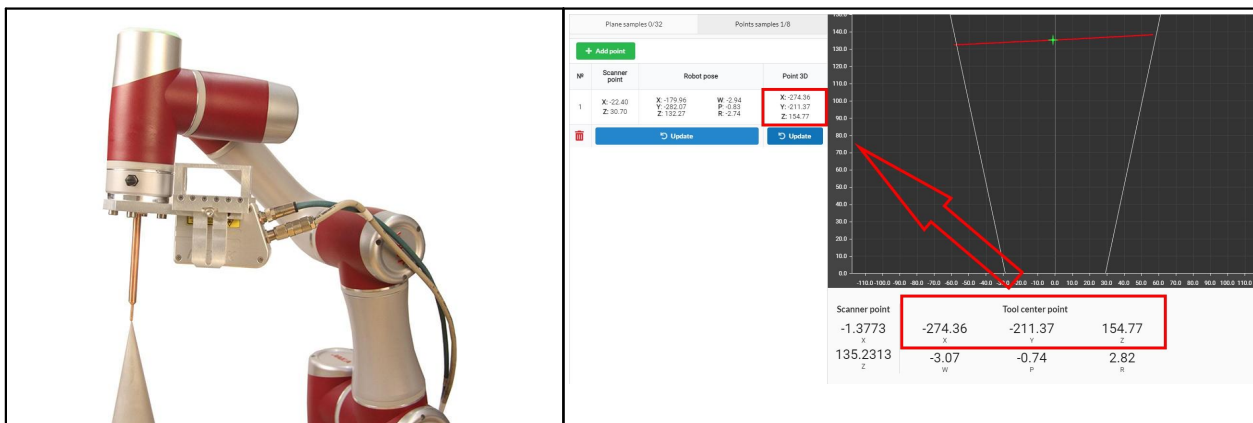 Plane samples 0/32 Points samples 1/8
+ Add point
№ Scanner point Robot pose Point 3D
1 X: -22.40 X: -179.96 W: -2.94 X: -274.36
Z: 30.70 Y: -282.07 P: -0.83 Y: -211.37
Z: 132.27 R: -2.74 Z: 154.77
Update Update
140.0
130.0
120.0
110.0
100.0
90.0
80.0
70.0
60.0
50.0
40.0
30.0
20.0
10.0
0.0
-110.0 -100.0 -90.0 -80.0 -70.0 -60.0 -50.0 -40.0 -20.0 -10.0 0.0 10.0 20.0 30.0 40.0 50.0 60.0 70.0 80.0 90.0 100.0 110.0
Scanner point Tool center point
-1.3773 -274.36 -211.37 154.77
X X Y Z
135.2313 -3.07 -0.74 2.82
Z W P R